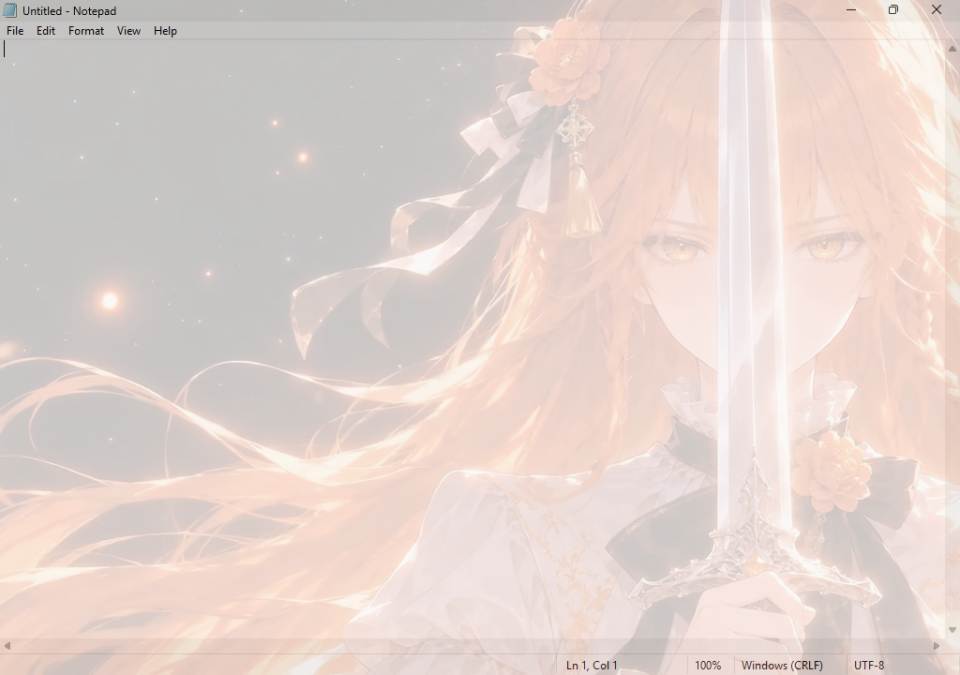 Untitled - Notepad
File Edit Format View Help
Ln 1, Col 1 100% Windows (CRLF) UTF-8